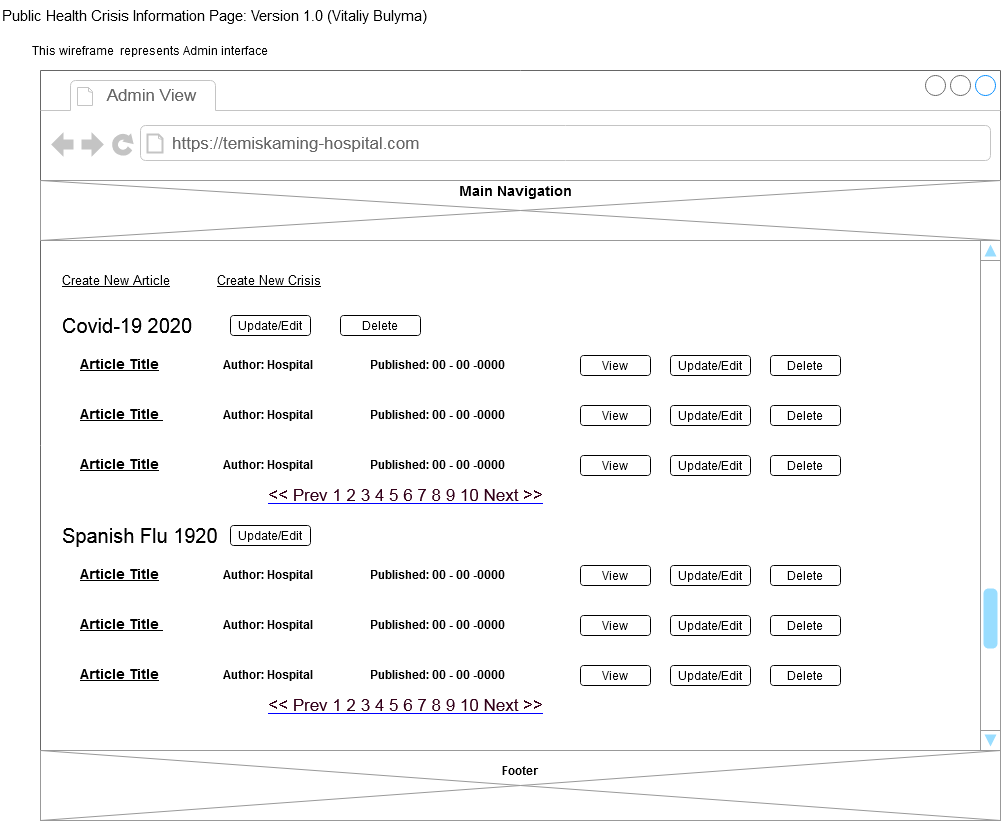 Public Health Crisis Information Page: Version 1.0 (Vitaliy Bulyma)
This wireframe represents Admin interface
Admin View
https://temiskaming-hospital.com
Main Navigation
Create New Article Create New Crisis
Covid-19 2020 Update/Edit Delete
Article Title Author: Hospital Published: 00 - 00 -0000 View Update/Edit Delete
Article Title Author: Hospital Published: 00 - 00 -0000 View Update/Edit Delete
Article Title Author: Hospital Published: 00 - 00 -0000 View Update/Edit Delete
<< Prev 1 2 3 4 5 6 7 8 9 10 Next >>
Spanish Flu 1920 Update/Edit
Article Title Author: Hospital Published: 00 - 00 -0000 View Update/Edit Delete
Article Title Author: Hospital Published: 00 - 00 -0000 View Update/Edit Delete
Article Title Author: Hospital Published: 00 - 00 -0000 View Update/Edit Delete
<< Prev 1 2 3 4 5 6 7 8 9 10 Next >>
Footer